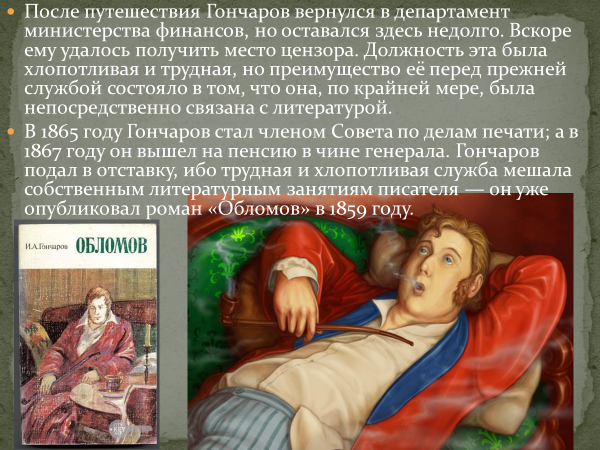 После путешествия Гончаров вернулся в департамент
министерства финансов, но оставался здесь недолго. Вскоре
ему удалось получить место цензора. Должность эта была
хлопотливая и трудная, но преимущество её перед прежней
службой состояло в том, что она, по крайней мере, была
непосредственно связана с литературой.
В 1865 году Гончаров стал членом Совета по делам печати; а в
1867 году он вышел на пенсию в чине генерала. Гончаров
подал в отставку, ибо трудная и хлопотливая служба мешала
собственным литературным занятиям писателя — он уже
опубликовал роман «Обломов» в 1859 году.
И.А.Гончаров ОБЛОМОВ